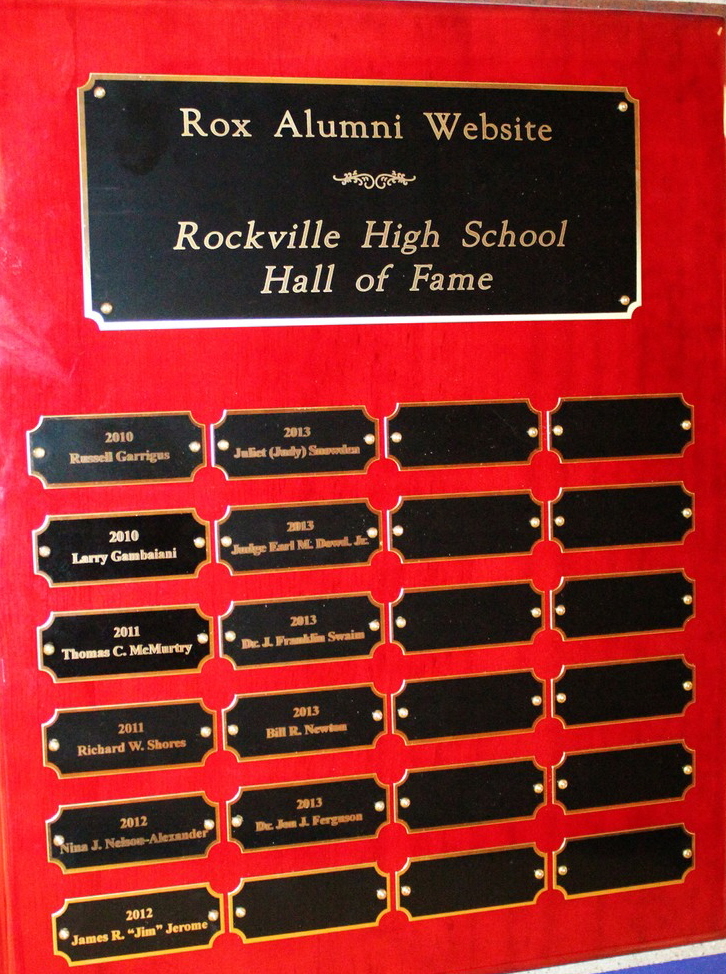 Rox Alumni Website
Rockville High School
Hall of Fame
2010
Russell Garrigus
2010
Larry Gambaiani
2011
Thomas C. McMurtry
2011
Richard W. Shores
2012
Nina J. Nelson-Alexander
2012
James R. “Jim” Jerome
2013
Juliet (Judy) Snowden
2013
Judge Earl M. Dowd, Jr.
2013
Dr. J. Franklin Swaim
2013
Bill R. Newton
2013
Dr. Jon J. Ferguson